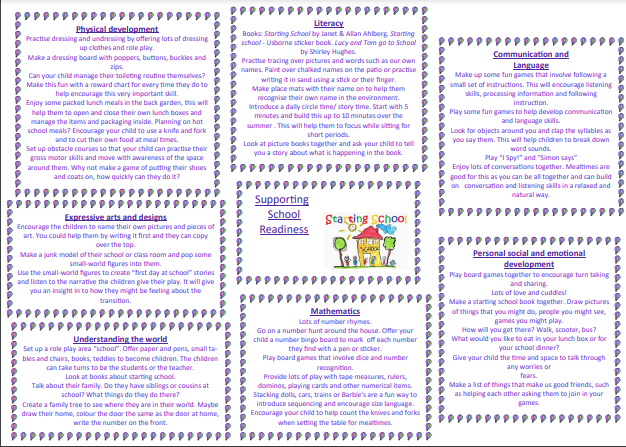 Physical development
Practise dressing and undressing by offering lots of dressing
up clothes and role play.
Make a dressing board with poppers, buttons, buckles and
zips.
Can your child manage their toileting routine themselves?
Make this fun with a reward chart for every time they do to
help encourage this very important skill.
Enjoy some packed lunch meals in the back garden, this will
help them to open and close their own lunch boxes and
manage the items and packaging inside. Planning on hot
school meals? Encourage your child to use a knife and fork
and to cut their own food at meal times.
Set up obstacle courses so that your child can practise their
gross motor skills and move with awareness of the space
around them. Why not make a game of putting their shoes
and coats on, how quickly can they do it?
Literacy
Books: Starting School by Janet & Allan Ahlberg. Starting
school - Usborne sticker book. Lucy and Tom go to School
by Shirley Hughes.
Practise tracing over pictures and words such as our own
names. Paint over chalked names on the patio or practise
writing it in sand using a stick or their finger.
Make place mats with their name on to help them
recognise their own name in the environment.
Introduce a daily circle time/ story time. Start with 5
minutes and build this up to 10 minutes over the
summer . This will help them to focus while sitting for
short periods.
Look at picture books together and ask your child to tell
you a story about what is happening in the book.
Communication and
Language
Make up some fun games that involve following a
small set of instructions. This will encourage listening
skills, processing information and following
instruction.
Play some fun games to help develop communication
and language skills.
Look for objects around you and clap the syllables as
you say them. This will help children to break down
word sounds.
Play "I Spy!" and "Simon says"
Enjoy lots of conversations together. Mealtimes are
good for this as you can be all together and can build
on conversation and listening skills in a relaxed and
natural way.
Expressive arts and designs
Encourage the children to name their own pictures and pieces of
art. You could help them by writing it first and they can copy
over the top.
Make a junk model of their school or class room and pop some
small-world figures into them.
Use the small-world figures to create "first day at school" stories
and listen to the narrative the children give their play. It will give
you an insight in to how they might be feeling about the
transition.
Supporting
School
Readiness
Starting School
SCHOOL
Understanding the world
Set up a role play area "school". Offer paper and pens, small ta-
bles and chairs, books, teddies to become children. The children
can take turns to be the students or the teacher.
Look at books about starting school.
Talk about their family. Do they have siblings or cousins at
school? What things do they do there?
Create a family tree to see where they are in their world. Maybe
draw their home, colour the door the same as the door at home,
write the number on the front.
Mathematics
Lots of number rhymes.
Go on a number hunt around the house. Offer your
child a number bingo board to mark off each number
they find with a pen or sticker.
Play board games that involve dice and number
recognition.
Provide lots of play with tape measures, rulers,
dominos, playing cards and other numerical items.
Stacking dolls, cars, trains or Barbie's are a fun way to
introduce sequencing and encourage size language.
Encourage your child to help count the knives and forks
when setting the table for mealtimes.
Personal social and emotional
development
Play board games together to encourage turn taking
and sharing.
Lots of love and cuddles!
Make a starting school book together. Draw pictures
of things that you might do, people you might see,
games you might play.
How will you get there? Walk, scooter, bus?
What would you like to eat in your lunch box or for
your school dinner?
Give your child the time and space to talk through
any worries or
fears.
Make a list of things that make us good friends, such
as helping each other asking them to join in your
games.